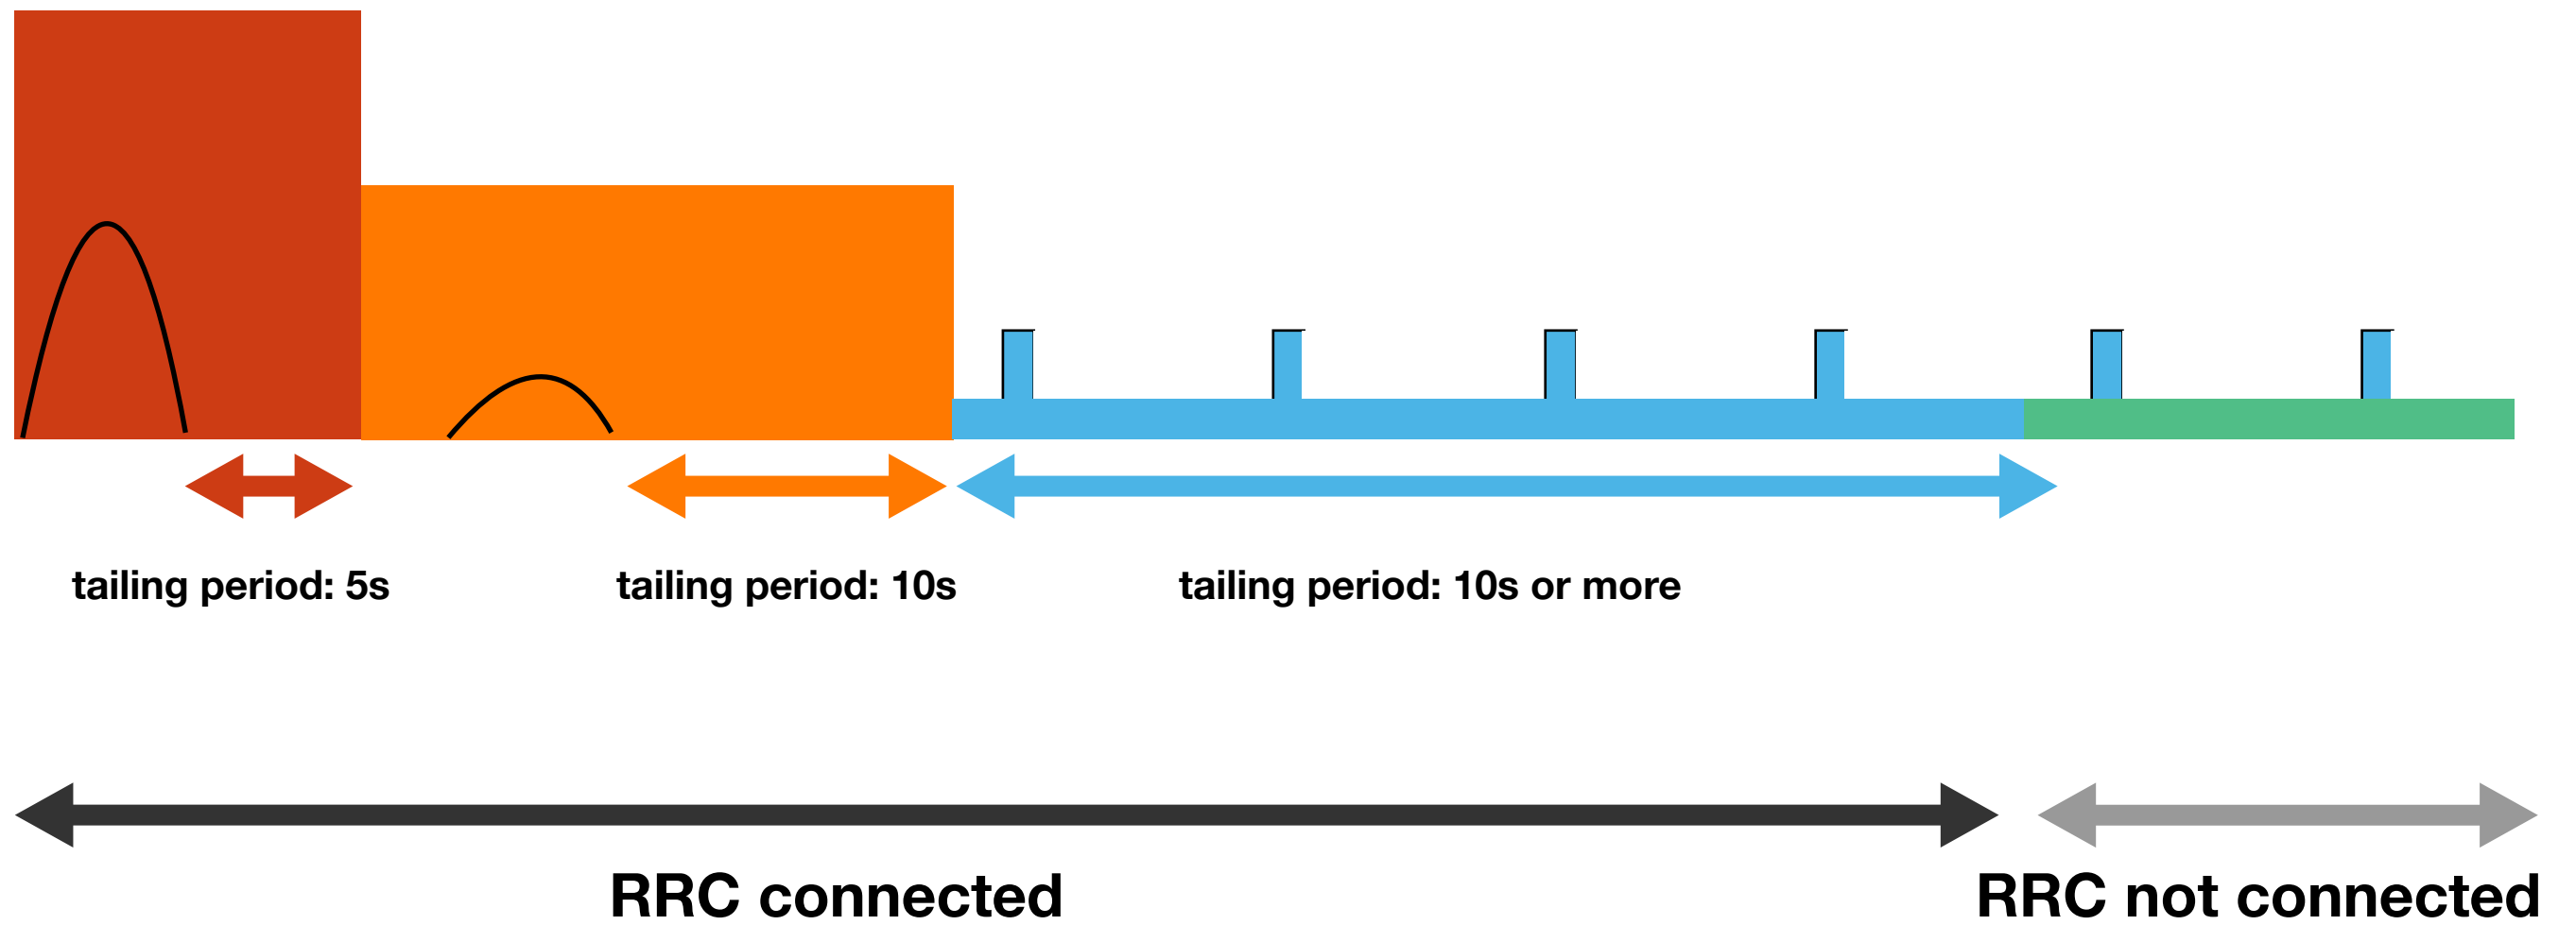 tailing period: 5s
tailing period: 10s
tailing period: 10s or more
RRC connected
RRC not connected